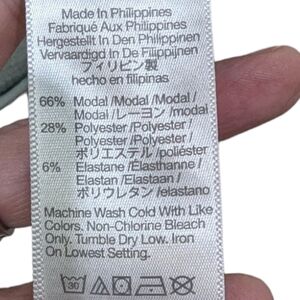 Made In Philippines
Fabriqué Aux Philippines
Hergestellt In Den Philippinen
Vervaardigd In De Filippijnen
フィリピン製
hecho en filipinas
66% Modal /Modal /Modal /
Modal /レーヨン /modal
28% Polyester /Polyester /
Polyester /Polyester /
ポリエステル /poliéster
6% Elastane /Élasthanne /
Elastan /Elastaan /
ポリウレタン /elastano
Machine Wash Cold With Like
Colors. Non-Chlorine Bleach
Only. Tumble Dry Low. Iron
On Lowest Setting.
30